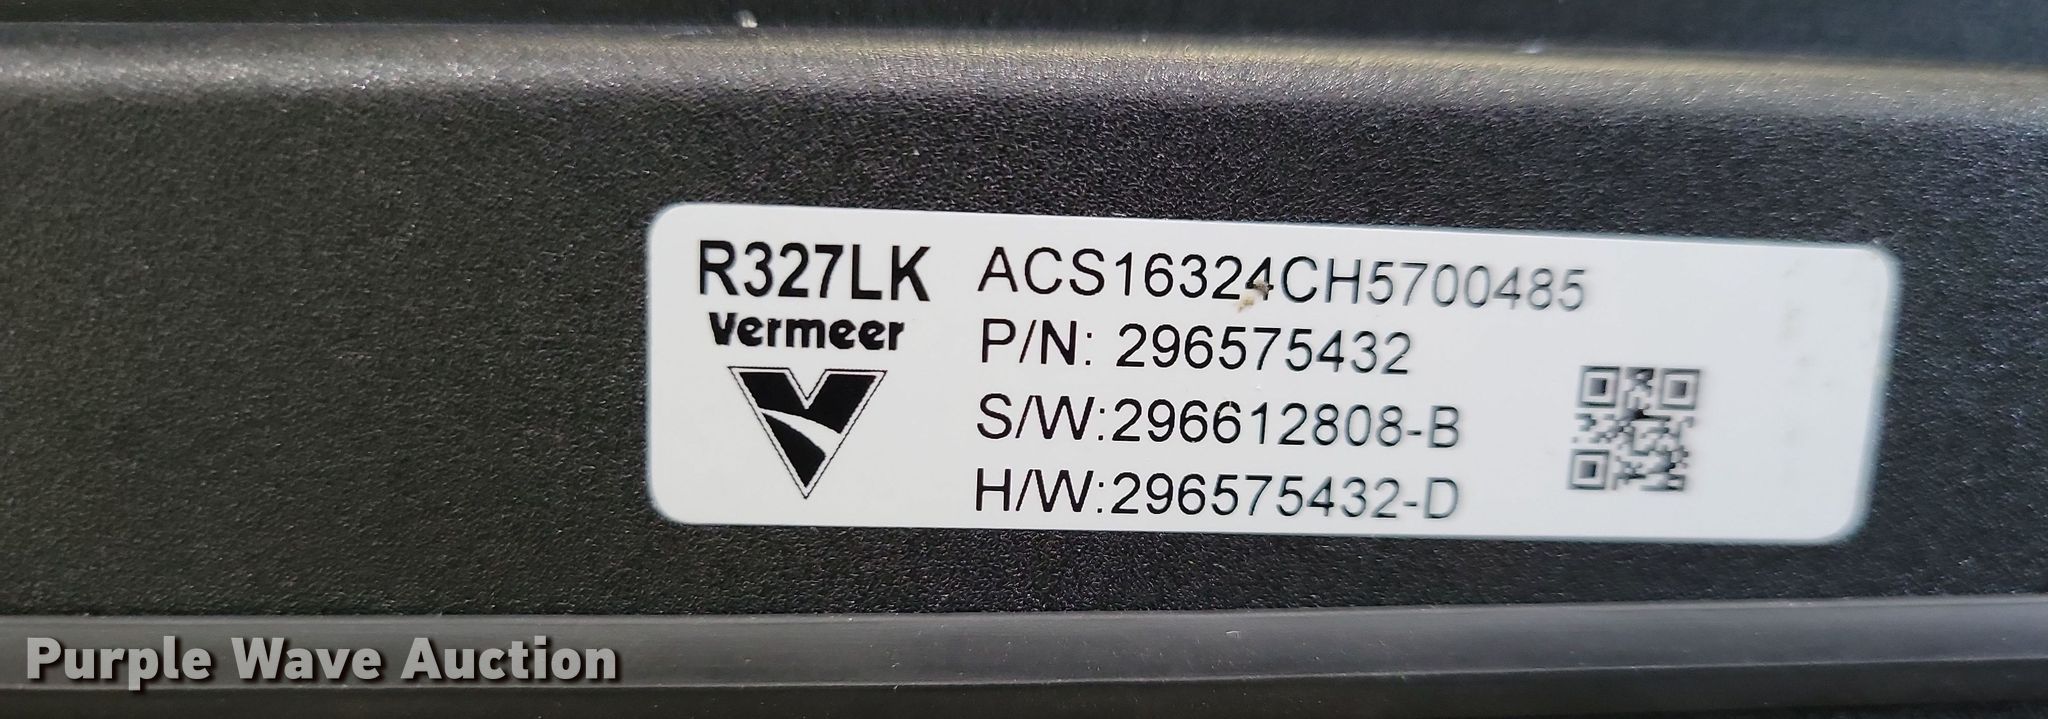 R327LK
Vermeer
ACS16324CH5700485
P/N: 296575432
S/W:296612808-B
H/W:296575432-D
Purple Wave Auction